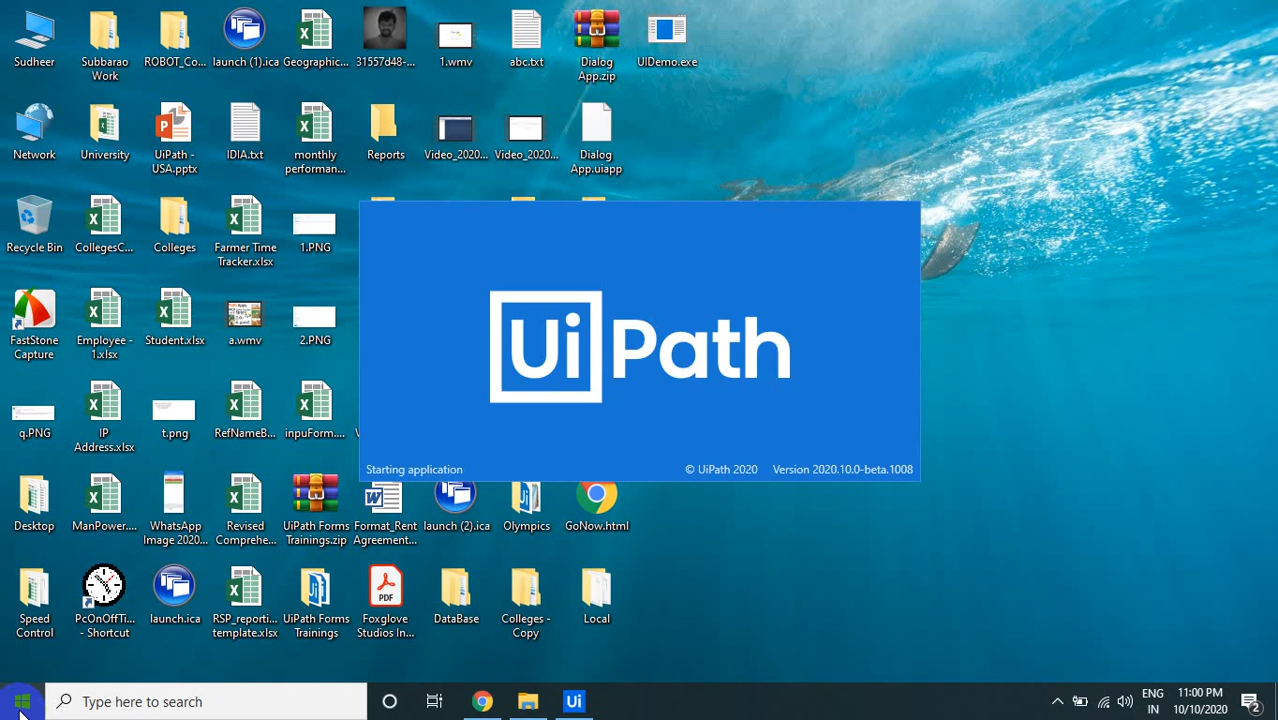 Sudheer
Subbarao
Work
ROBOT_Co...
launch (1).ica
Geographic...
31557d48-...
1.wmv
abc.txt
Dialog
App.zip
UIDemo.exe
Network
University
UiPath -
USA.pptx
IDIA.txt
monthly
performan...
Reports
Video_2020...
Video_2020...
Dialog
App.uiapp
Recycle Bin
CollegesC...
Colleges
Farmer Time
Tracker.xlsx
1.PNG
FastStone
Capture
Employee -
1.xlsx
Student.xlsx
a.wmv
2.PNG
UiPath
Starting application
© UiPath 2020
Version 2020.10.0-beta.1008
q.PNG
IP
Address.xlsx
t.png
RefNameB...
inpuForm....
Desktop
ManPower....
WhatsApp
Image 2020...
Revised
Comprehe...
UiPath Forms
Trainings.zip
Format_Rent
Agreement...
launch (2).ica
Olympics
GoNow.html
Speed
Control
PcOnOffTi...
- Shortcut
launch.ica
RSP_reporti...
template.xlsx
UiPath Forms
Trainings
PDF
Foxglove
Studios In...
DataBase
Colleges -
Copy
Local
Type here to search
Ui
ENG
IN
11:00 PM
10/10/2020
2